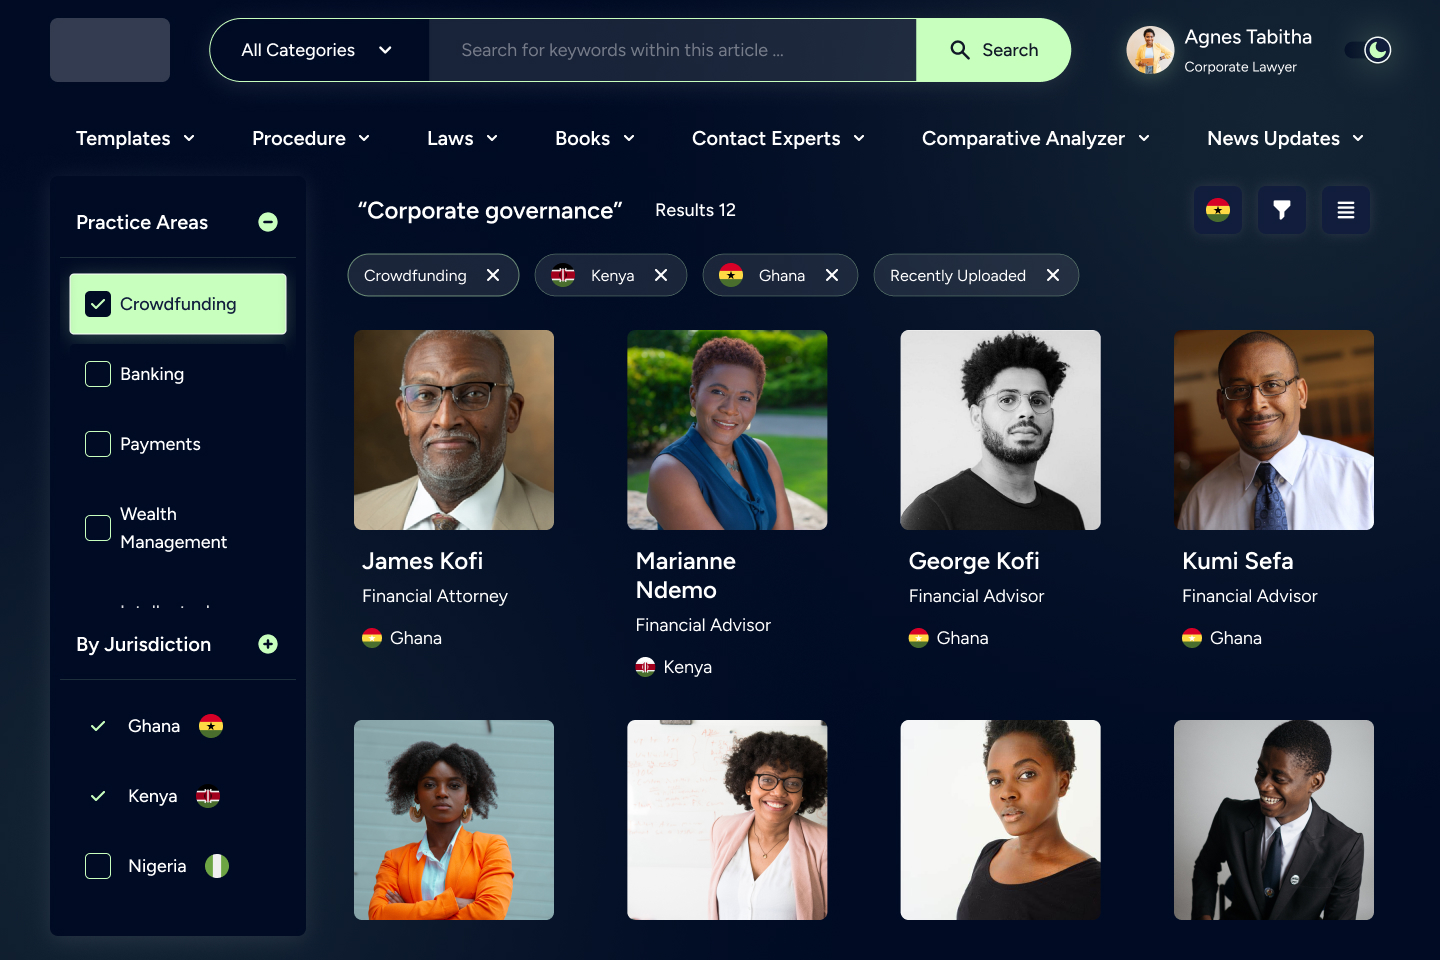 All Categories
Search for keywords within this article ...
Search
Agnes Tabitha
Corporate Lawyer
Templates
Procedure
Laws
Books
Contact Experts
Comparative Analyzer
News Updates
Practice Areas
Crowdfunding
Banking
Payments
Wealth
Management
By Jurisdiction
Ghana
Kenya
Nigeria
“Corporate governance”
Results 12
Crowdfunding
Kenya
Ghana
Recently Uploaded
James Kofi
Financial Attorney
Ghana
Marianne
Ndemo
Financial Advisor
Kenya
George Kofi
Financial Advisor
Ghana
Kumi Sefa
Financial Advisor
Ghana